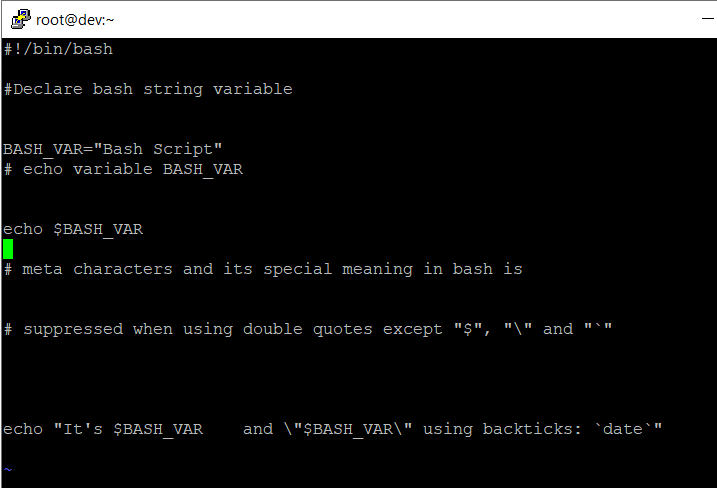 root@dev:~
#!/bin/bash
#Declare bash string variable
BASH_VAR="Bash Script"
# echo variable BASH_VAR
echo $BASH_VAR
# meta characters and its special meaning in bash is
# suppressed when using double quotes except "$", "\" and "`"
echo "It's $BASH_VAR    and \"$BASH_VAR\" using backticks: `date`"
~